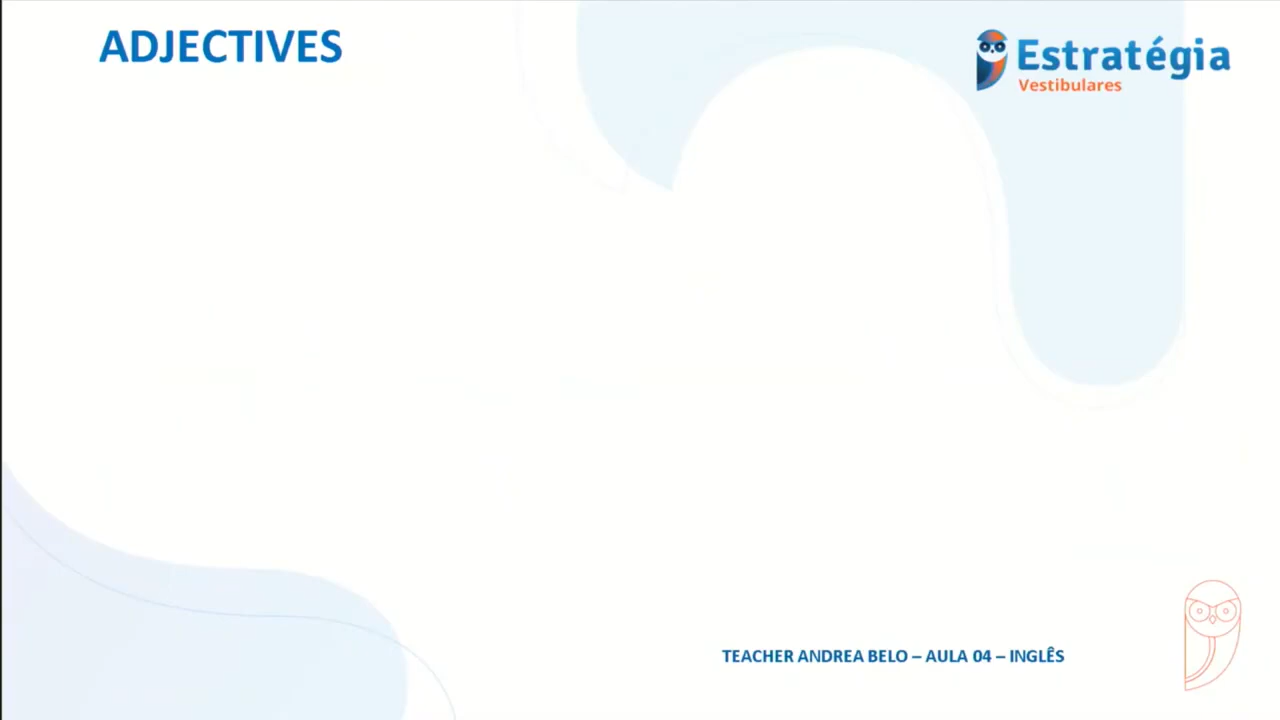 ADJECTIVES
Estratégia
Vestibulares
TEACHER ANDREA BELO – AULA 04 – INGLÊS